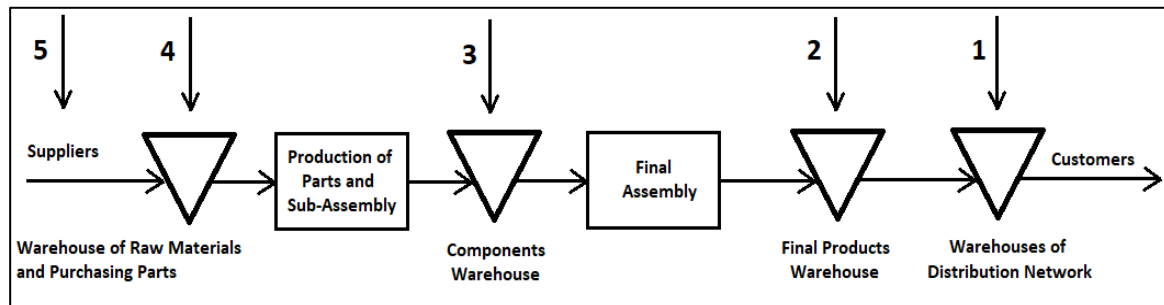 5
4
3
2
1
Suppliers
Production of
Parts and
Sub-Assembly
Final
Assembly
Customers
Warehouse of Raw Materials
and Purchasing Parts
Components
Warehouse
Final Products
Warehouse
Warehouses of
Distribution Network